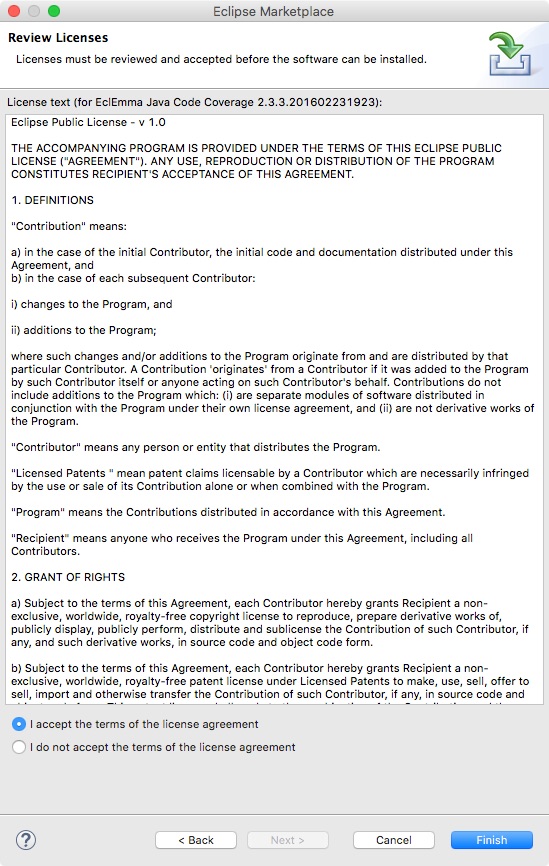 Eclipse Marketplace
Review Licenses
Licenses must be reviewed and accepted before the software can be installed.
License text (for EclEmma Java Code Coverage 2.3.3.201602231923):
Eclipse Public License - v 1.0
THE ACCOMPANYING PROGRAM IS PROVIDED UNDER THE TERMS OF THIS ECLIPSE PUBLIC
LICENSE ("AGREEMENT"). ANY USE, REPRODUCTION OR DISTRIBUTION OF THE PROGRAM
CONSTITUTES RECIPIENT'S ACCEPTANCE OF THIS AGREEMENT.
1. DEFINITIONS
"Contribution" means:
a) in the case of the initial Contributor, the initial code and documentation distributed under this
Agreement, and
b) in the case of each subsequent Contributor:
i) changes to the Program, and
ii) additions to the Program;
where such changes and/or additions to the Program originate from and are distributed by that
particular Contributor. A Contribution 'originates' from a Contributor if it was added to the Program
by such Contributor itself or anyone acting on such Contributor's behalf. Contributions do not
include additions to the Program which: (i) are separate modules of software distributed in
conjunction with the Program under their own license agreement, and (ii) are not derivative works of
the Program.
"Contributor" means any person or entity that distributes the Program.
"Licensed Patents " mean patent claims licensable by a Contributor which are necessarily infringed
by the use or sale of its Contribution alone or when combined with the Program.
"Program" means the Contributions distributed in accordance with this Agreement.
"Recipient" means anyone who receives the Program under this Agreement, including all
Contributors.
2. GRANT OF RIGHTS
a) Subject to the terms of this Agreement, each Contributor hereby grants Recipient a non-
exclusive, worldwide, royalty-free copyright license to reproduce, prepare derivative works of,
publicly display, publicly perform, distribute and sublicense the Contribution of such Contributor, if
any, and such derivative works, in source code and object code form.
b) Subject to the terms of this Agreement, each Contributor hereby grants Recipient a non-
exclusive, worldwide, royalty-free patent license under Licensed Patents to make, use, sell, offer to
sell, import and otherwise transfer the Contribution of such Contributor, if any, in source code and
I accept the terms of the license agreement
I do not accept the terms of the license agreement
?
< Back
Next >
Cancel
Finish